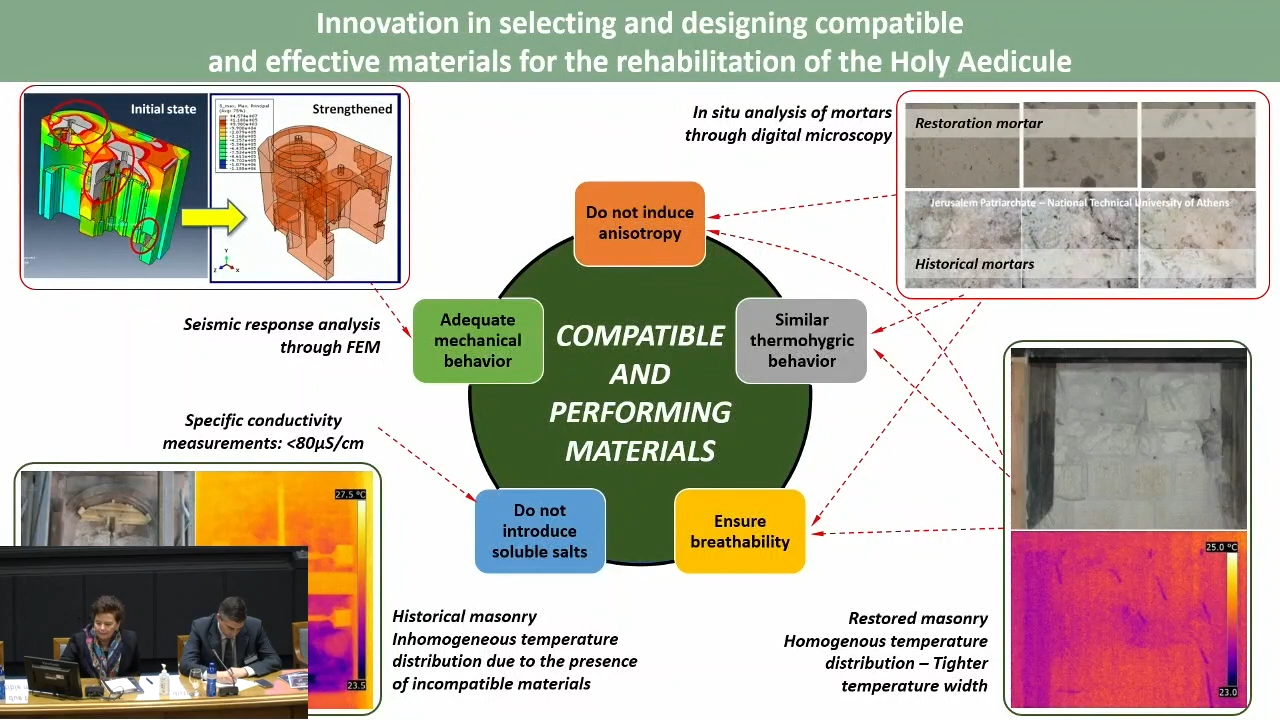 Innovation in selecting and designing compatible
and effective materials for the rehabilitation of the Holy Aedicule
Initial state
Strengthened
In situ analysis of mortars
through digital microscopy
Restoration mortar
Jerusalem Patriarchate – National Technical University of Athens
Historical mortars
Do not induce
anisotropy
Adequate
mechanical
behavior
COMPATIBLE
AND
PERFORMING
MATERIALS
Similar
thermohygric
behavior
Seismic response analysis
through FEM
Specific conductivity
measurements: <80μS/cm
Do not
introduce
soluble salts
Ensure
breathability
27.5 °C
23.5
25.0 °C
23.0
Historical masonry
Inhomogeneous temperature
distribution due to the presence
of incompatible materials
Restored masonry
Homogenous temperature
distribution – Tighter
temperature width